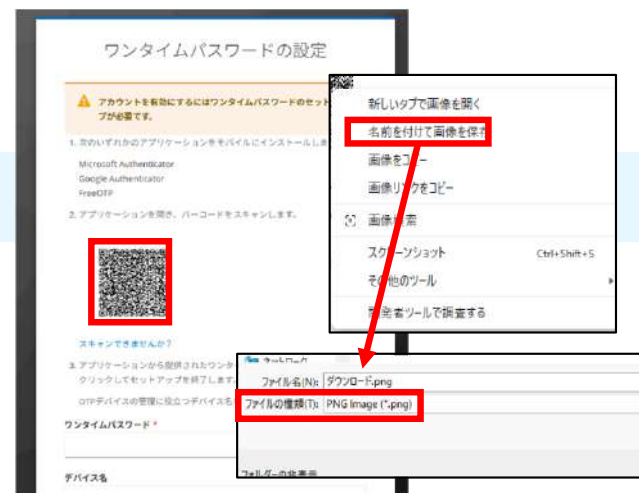 ワンタイムパスワードの設定
アカウントを有効にするにはワンタイムパスワードのセット
プが必要です。
1. 次のいずれかのアプリケーションをモバイルにインストールしま
Microsoft Authenticator
Google Authenticator
FreeOTP
2. アプリケーションを開き、バーコードをスキャンします。
スキャンできませんか？
3. アプリケーションから提供されたワンタ
クリックしてセットアップを終了します。
OTPデバイスの管理に役立つデバイス名
ワンタイムパスワード *
デバイス名
新しいタブで画像を開く
名前を付けて画像を保存
画像をコピー
画像リンクをコピー
画像検索
スクリーンショット Ctrl+Shift+S
その他のツール
開発者ツールで調査する
ネットワーク
ファイル名(N): ダウンロード.png
ファイルの種類(T): PNG Image (*.png)
フォルダーの非表示